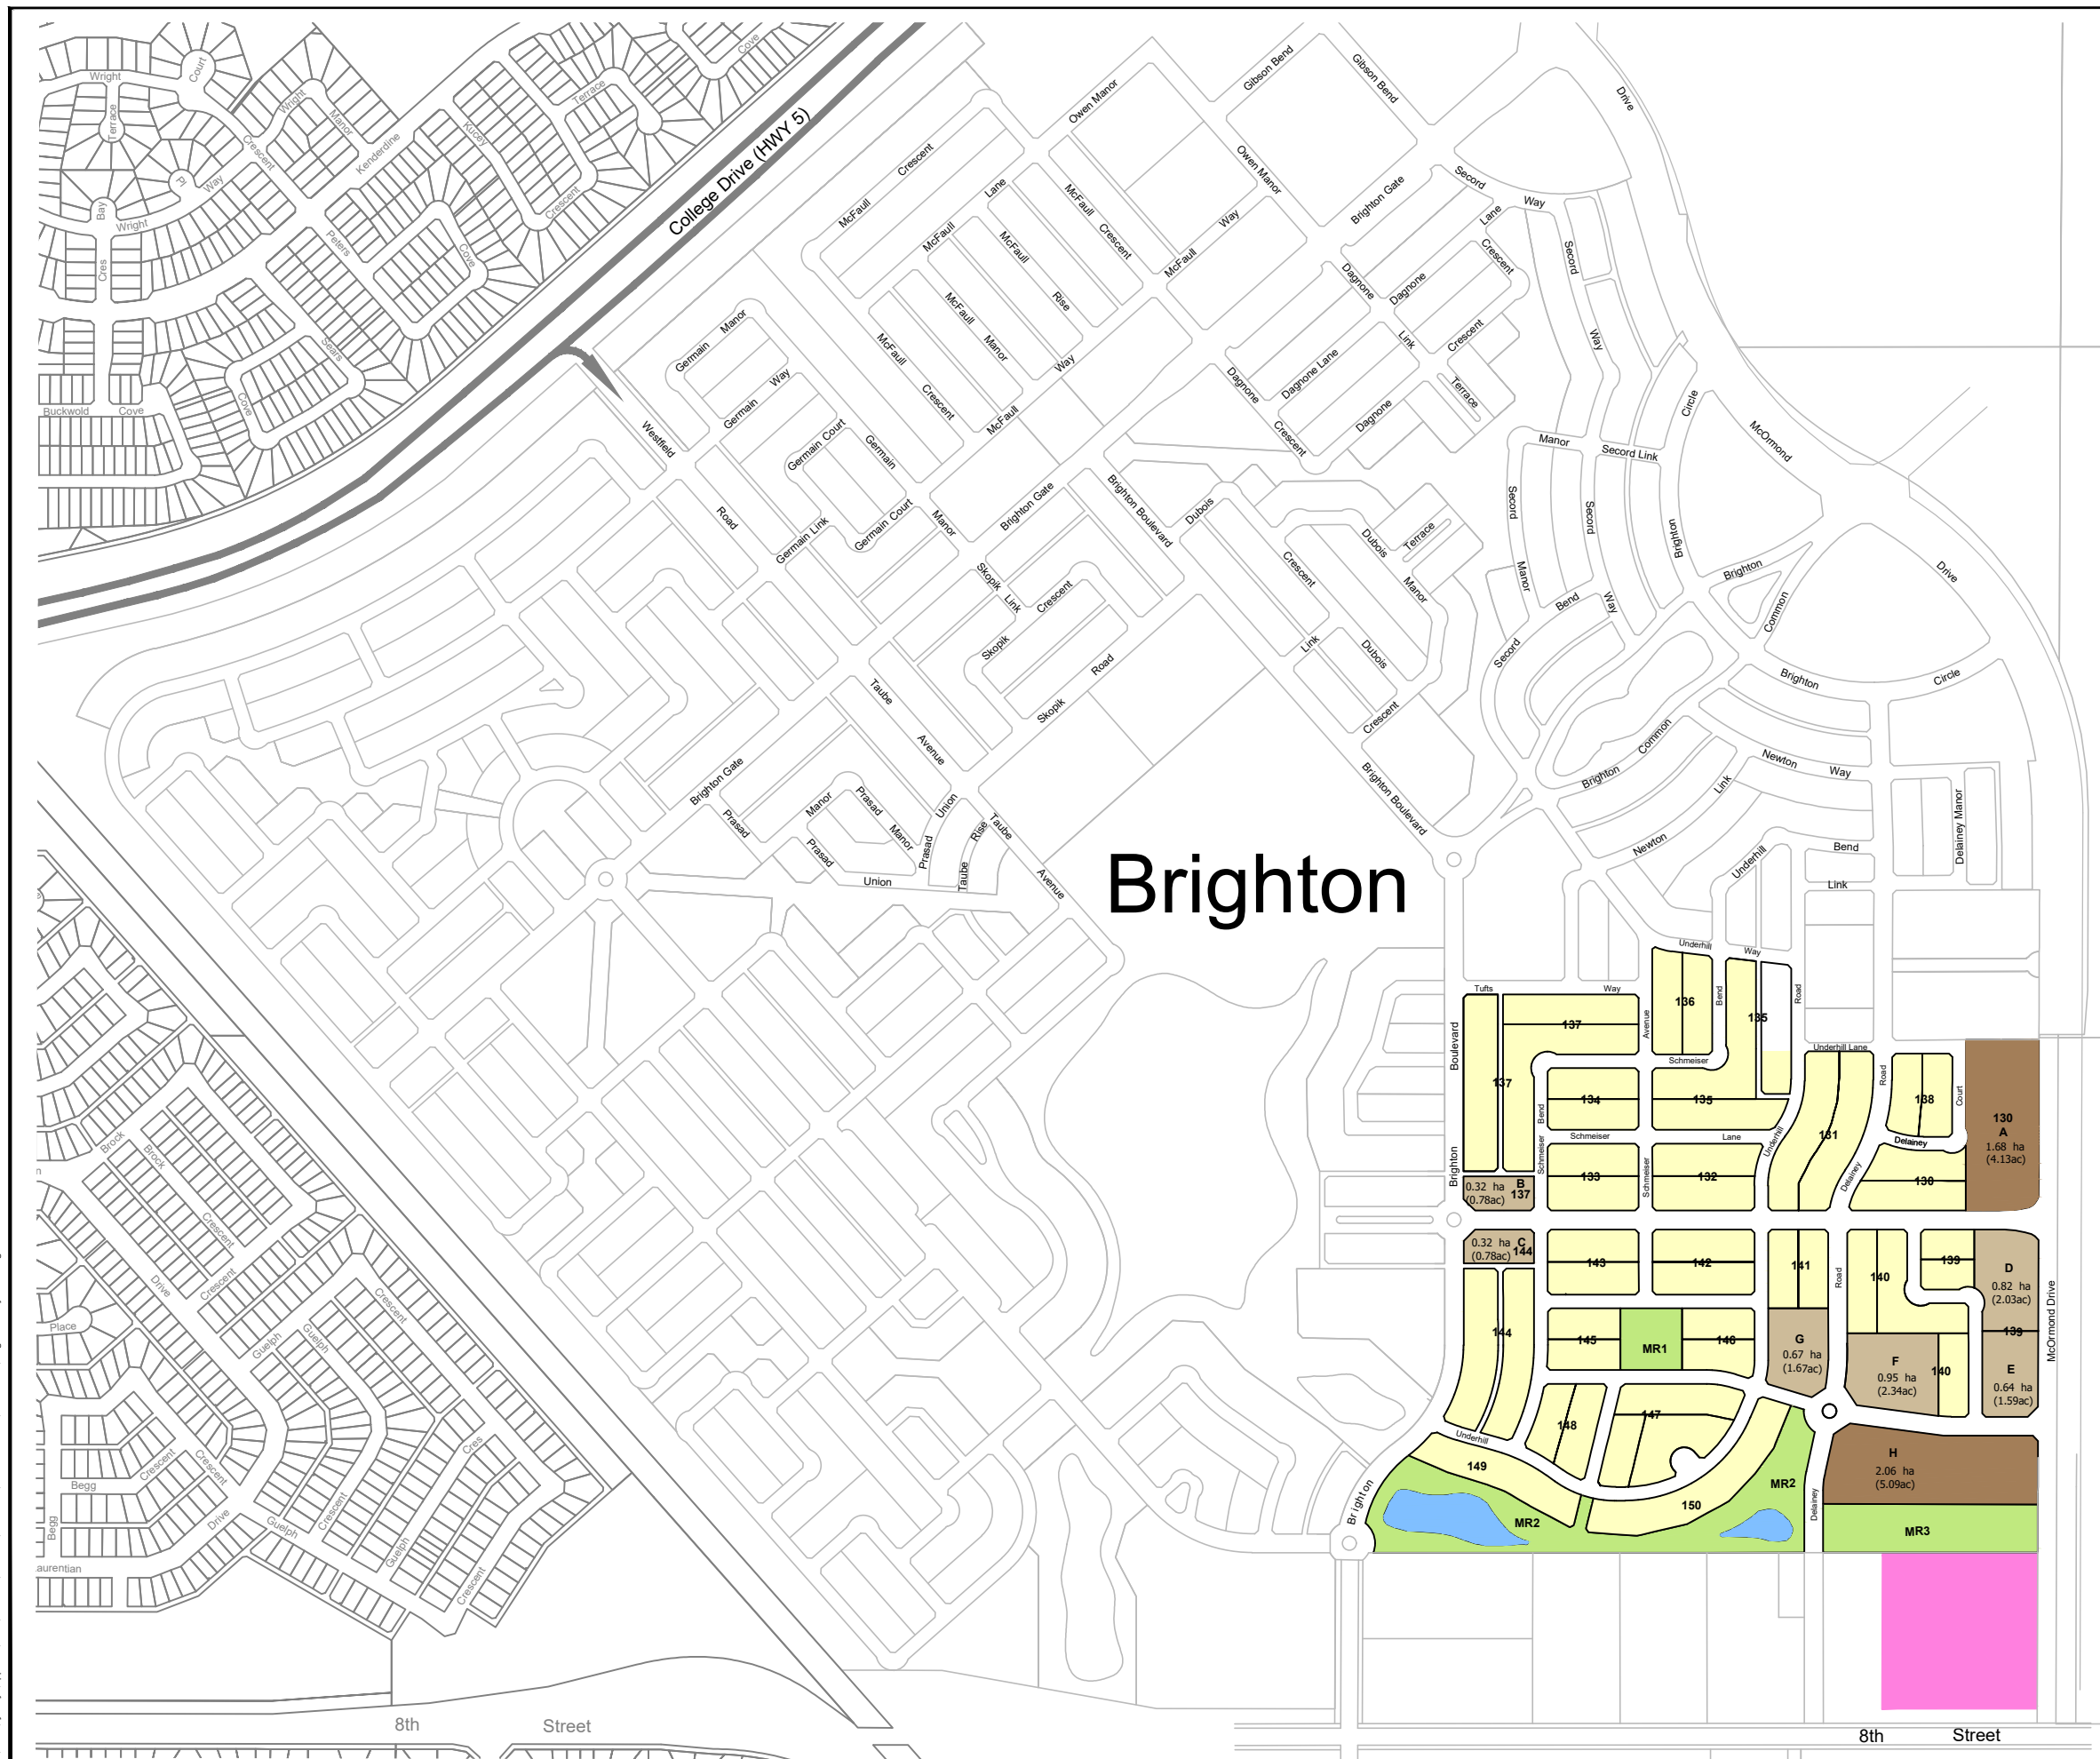 Wright
Court
Terrace
Wright
Manor
Crescent
Kenderdine
Kucey
Terrace
Cove
Pl
Way
Bay
Wright
Cres
Peters
Cove
Crescent
Sears
Cove
Buckwold Cove
College Drive (HWY 5)
Owen Manor
Gibson Bend
Gibson Bend
Drive
McFaull Crescent
Owen Manor
McFaull Lane
McFaull Crescent
McFaull Rise
McFaull Way
McFaull Manor
McFaull Crescent
McFaull Way
Brighton Gate
Secord Way
Lane
Crescent
Dagnone
Dagnone
Link
Crescent
Terrace
Dagnone Lane
Dagnone
Dagnone
Crescent
Secord
Way
Circle
McOrmond
Manor
Secord Link
Secord
Manor
Secord
Way
Brighton
Bend
Secord
Germain Manor
Germain Way
Germain Court
Germain
Manor
Germain Court
Germain Link
Westfield
Road
Brighton Gate
Brighton Boulevard
Dubois
Crescent
Dubois
Terrace
Manor
Dubois
Link
Crescent
Skopik
Link
Crescent
Skopik
Skopik Road
Brighton
Common
Drive
Brighton
Circle
Brighton Common
Newton Way
Link
Newton
Delainey Manor
Bend
Underhill
Link
Taube
Avenue
Brighton Gate
Prasad
Manor
Prasad
Manor
Prasad
Prasad
Union
Union
Taube
Rise
Taube
Avenue
Brighton Boulevard
Brighton
Underhill Way
Tufts Way
Boulevard
Avenue
Bend
Road
136
137
135
Schmeiser
Underhill Lane
137
134
135
Bend
Road
138
Court
130
A
1.68 ha
(4.13ac)
Schmeiser Lane
Underhill
131
Delainey
Brighton
Schmeiser
133
Schmeiser
132
Delainey
130
0.32 ha
(0.78ac)
B
137
0.32 ha
(0.78ac)
C
144
143
142
141
Road
140
139
D
0.82 ha
(2.03ac)
139
McOrmond Drive
144
145
MR1
146
G
0.67 ha
(1.67ac)
F
0.95 ha
(2.34ac)
140
E
0.64 ha
(1.59ac)
148
147
Underhill
149
150
MR2
MR2
H
2.06 ha
(5.09ac)
Delainey
MR3
Brighton
Brock
Brock
Crescent
Crescent
Drive
Place
Guelph
Guelph
Crescent
Cres
Crescent
Crescent
Begg
Begg
Drive
Guelph
Crescent
Guelph
Crescent
aurentian
8th Street
8th Street